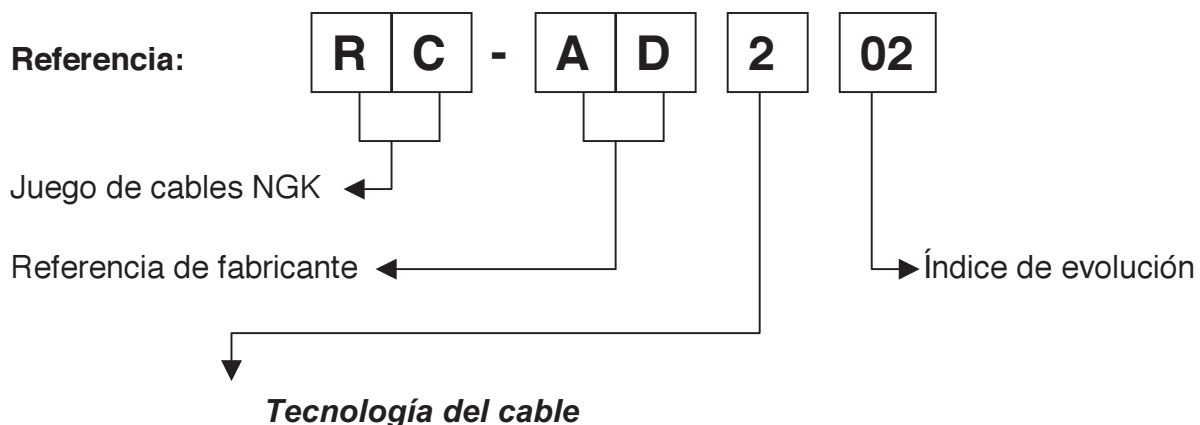 Referencia: R C - A D 2 02
Juego de cables NGK
Referencia de fabricante
Índice de evolución
Tecnología del cable